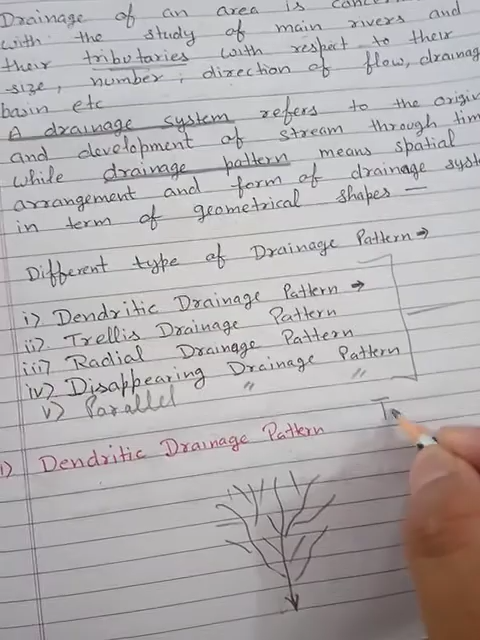 Drainage of an area is
with the study of main rivers and
their tributaries with respect to their
size, number, direction of flow, drainag
basin etc
A drainage system refers to the origin
and development of stream through tim
while drainage pattern means spatial
arrangement and form of drainage syst
in term of geometrical shapes —
Different type of Drainage Pattern →
i) Dendritic Drainage Pattern →
ii) Trellis Drainage Pattern
iii) Radial Drainage Pattern
iv) Disappearing Drainage Pattern
v) Parallel " "
i) Dendritic Drainage Pattern